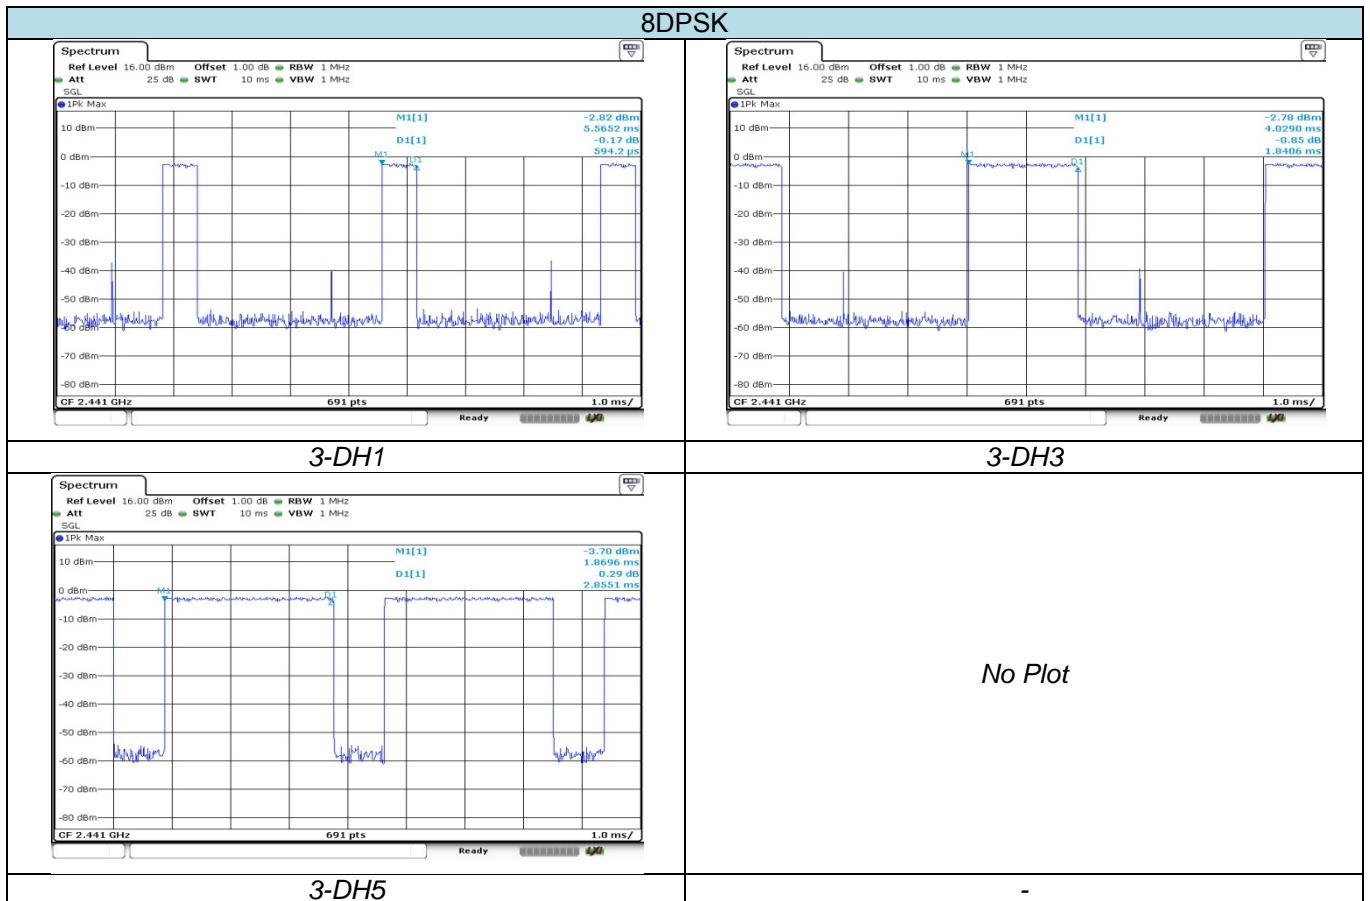 8DPSK
Spectrum
Ref Level 16.00 dBm Offset 1.00 dB RBW 1 MHz
Att 25 dB SWT 10 ms VBW 1 MHz
SGL
1Pk Max
M1[1] -2.82 dBm
5.5652 ms
D1[1] -0.17 dB
594.2 µs
10 dBm
0 dBm
M1
D1
-10 dBm
-20 dBm
-30 dBm
-40 dBm
-50 dBm
-60 dBm
-70 dBm
-80 dBm
CF 2.441 GHz 691 pts 1.0 ms/
Ready LXI
3-DH1
Spectrum
Ref Level 16.00 dBm Offset 1.00 dB RBW 1 MHz
Att 25 dB SWT 10 ms VBW 1 MHz
SGL
1Pk Max
M1[1] -2.78 dBm
4.0290 ms
D1[1] -0.85 dB
1.8406 ms
10 dBm
0 dBm
M1
D1
-10 dBm
-20 dBm
-30 dBm
-40 dBm
-50 dBm
-60 dBm
-70 dBm
-80 dBm
CF 2.441 GHz 691 pts 1.0 ms/
Ready LXI
3-DH3
Spectrum
Ref Level 16.00 dBm Offset 1.00 dB RBW 1 MHz
Att 25 dB SWT 10 ms VBW 1 MHz
SGL
1Pk Max
M1[1] -3.70 dBm
1.8696 ms
D1[1] 0.29 dB
2.8551 ms
10 dBm
0 dBm
M1
D1
-10 dBm
-20 dBm
-30 dBm
-40 dBm
-50 dBm
-60 dBm
-70 dBm
-80 dBm
CF 2.441 GHz 691 pts 1.0 ms/
Ready LXI
3-DH5
No Plot
-